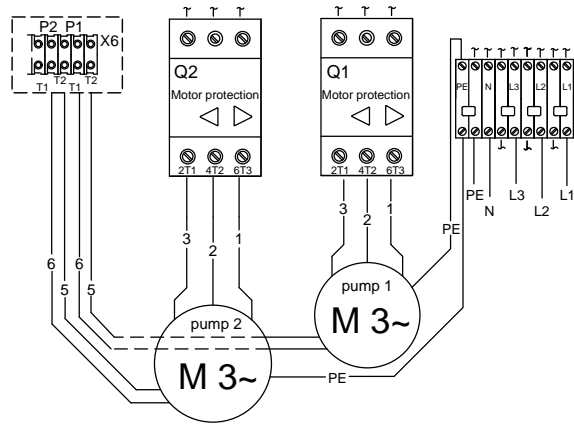 P2 P1
X6
T1 T2 T1 T2
Q2
Motor protection
2T1 4T2 6T3
Q1
Motor protection
2T1 4T2 6T3
PE N L3 L2 L1
PE L3 L1
N L2
PE
3 2 1
3 2 1
6 5 6 5
pump 1
M 3~
pump 2
M 3~
PE